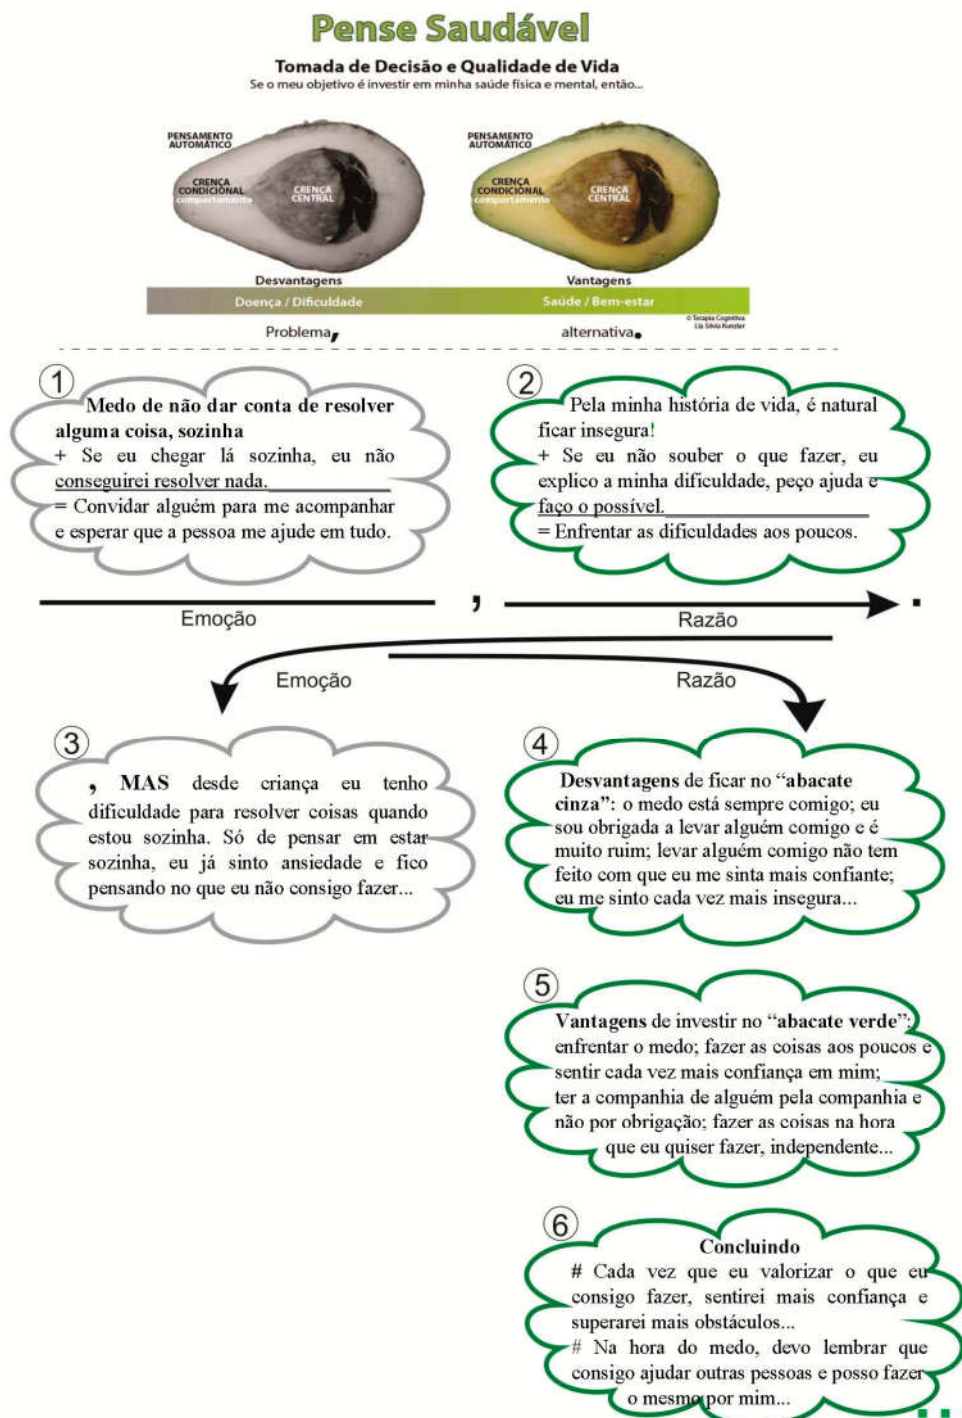 Pense Saudável
Tomada de Decisão e Qualidade de Vida
Se o meu objetivo é investir em minha saúde física e mental, então...
PENSAMENTO
AUTOMÁTICO
CRENÇA
CONDICIONAL
comportamento
CRENÇA
CENTRAL
PENSAMENTO
AUTOMÁTICO
CRENÇA
CONDICIONAL
comportamento
CRENÇA
CENTRAL
Desvantagens
Vantagens
Doença / Dificuldade
Saúde / Bem-estar
© Terapia Cognitiva
Lia Silvia Kunzler
Problema,
alternativa.
1
Medo de não dar conta de resolver
alguma coisa, sozinha
+ Se eu chegar lá sozinha, eu não
conseguirei resolver nada.
= Convidar alguém para me acompanhar
e esperar que a pessoa me ajude em tudo.
2
Pela minha história de vida, é natural
ficar insegura!
+ Se eu não souber o que fazer, eu
explico a minha dificuldade, peço ajuda e
faço o possível.
= Enfrentar as dificuldades aos poucos.
Emoção
,
Razão
.
Emoção
Razão
3
, MAS desde criança eu tenho
dificuldade para resolver coisas quando
estou sozinha. Só de pensar em estar
sozinha, eu já sinto ansiedade e fico
pensando no que eu não consigo fazer...
4
Desvantagens de ficar no “abacate
cinza”: o medo está sempre comigo; eu
sou obrigada a levar alguém comigo e é
muito ruim; levar alguém comigo não tem
feito com que eu me sinta mais confiante;
eu me sinto cada vez mais insegura...
5
Vantagens de investir no “abacate verde”:
enfrentar o medo; fazer as coisas aos poucos e
sentir cada vez mais confiança em mim;
ter a companhia de alguém pela companhia e
não por obrigação; fazer as coisas na hora
que eu quiser fazer, independente...
6
Concluindo
# Cada vez que eu valorizar o que eu
consigo fazer, sentirei mais confiança e
superarei mais obstáculos...
# Na hora do medo, devo lembrar que
consigo ajudar outras pessoas e posso fazer
o mesmo por mim...